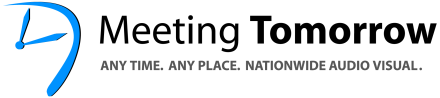 Meeting Tomorrow
ANY TIME. ANY PLACE. NATIONWIDE AUDIO VISUAL.